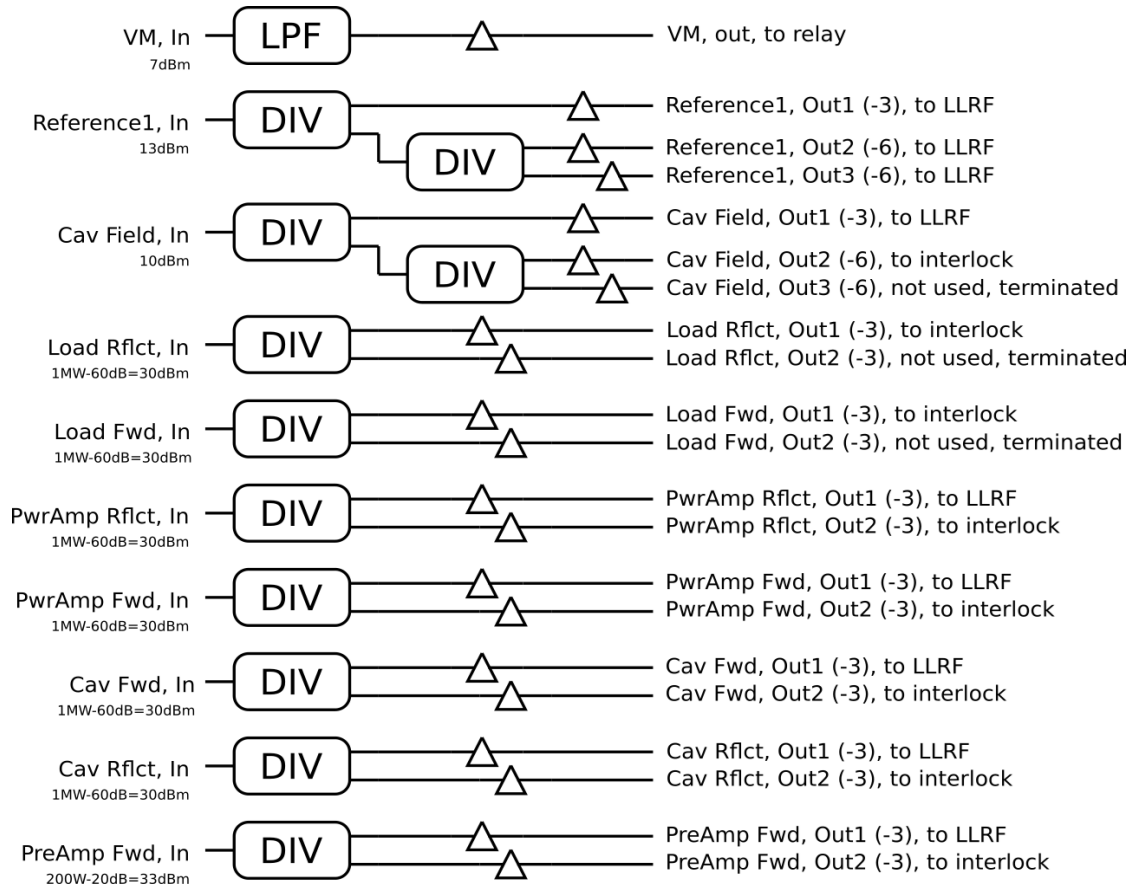 VM, In
7dBm
LPF
VM, out, to relay
Reference1, In
13dBm
DIV
DIV
Reference1, Out1 (-3), to LLRF
Reference1, Out2 (-6), to LLRF
Reference1, Out3 (-6), to LLRF
Cav Field, In
10dBm
DIV
DIV
Cav Field, Out1 (-3), to LLRF
Cav Field, Out2 (-6), to interlock
Cav Field, Out3 (-6), not used, terminated
Load Rflct, In
1MW-60dB=30dBm
DIV
Load Rflct, Out1 (-3), to interlock
Load Rflct, Out2 (-3), not used, terminated
Load Fwd, In
1MW-60dB=30dBm
DIV
Load Fwd, Out1 (-3), to interlock
Load Fwd, Out2 (-3), not used, terminated
PwrAmp Rflct, In
1MW-60dB=30dBm
DIV
PwrAmp Rflct, Out1 (-3), to LLRF
PwrAmp Rflct, Out2 (-3), to interlock
PwrAmp Fwd, In
1MW-60dB=30dBm
DIV
PwrAmp Fwd, Out1 (-3), to LLRF
PwrAmp Fwd, Out2 (-3), to interlock
Cav Fwd, In
1MW-60dB=30dBm
DIV
Cav Fwd, Out1 (-3), to LLRF
Cav Fwd, Out2 (-3), to interlock
Cav Rflct, In
1MW-60dB=30dBm
DIV
Cav Rflct, Out1 (-3), to LLRF
Cav Rflct, Out2 (-3), to interlock
PreAmp Fwd, In
200W-20dB=33dBm
DIV
PreAmp Fwd, Out1 (-3), to LLRF
PreAmp Fwd, Out2 (-3), to interlock